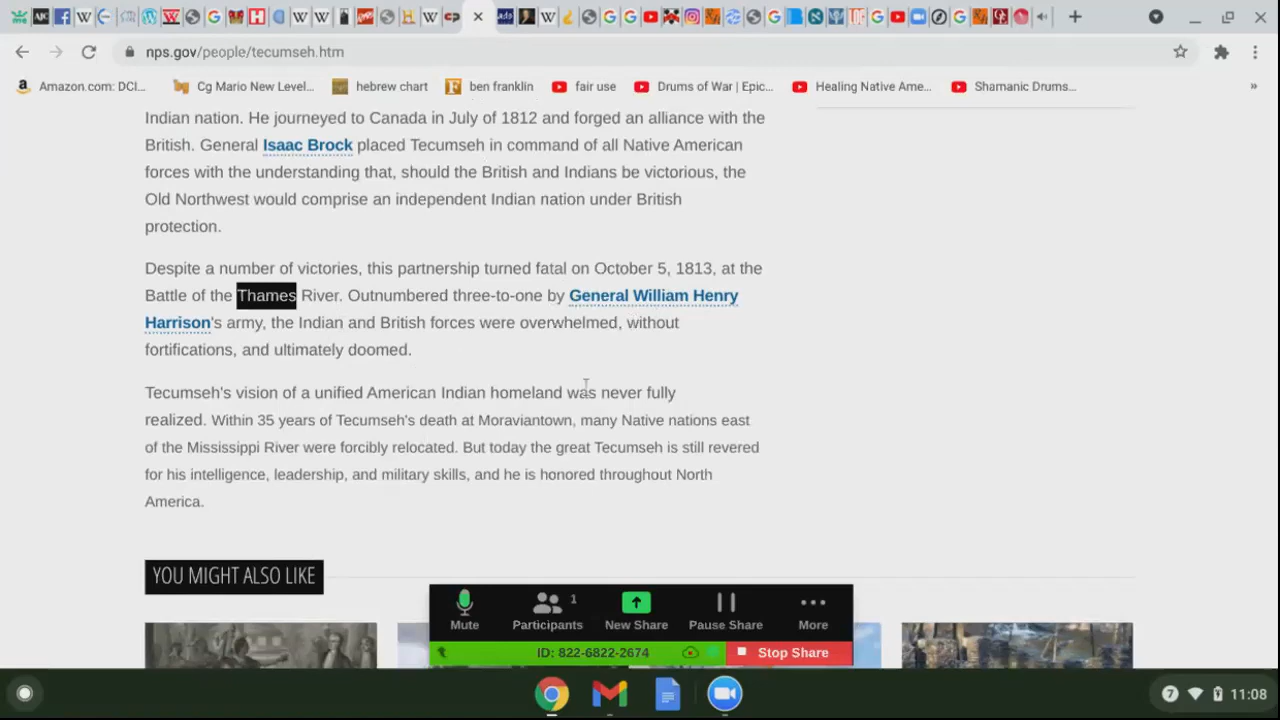 nps.gov/people/tecumseh.htm
Amazon.com: DCI...
Cg Mario New Level...
hebrew chart
ben franklin
fair use
Drums of War | Epic...
Healing Native Ame...
Shamanic Drums...
»
Indian nation. He journeyed to Canada in July of 1812 and forged an alliance with the
British. General Isaac Brock placed Tecumseh in command of all Native American
forces with the understanding that, should the British and Indians be victorious, the
Old Northwest would comprise an independent Indian nation under British
protection.
Despite a number of victories, this partnership turned fatal on October 5, 1813, at the
Battle of the Thames River. Outnumbered three-to-one by General William Henry
Harrison's army, the Indian and British forces were overwhelmed, without
fortifications, and ultimately doomed.
Tecumseh's vision of a unified American Indian homeland was never fully
realized. Within 35 years of Tecumseh's death at Moraviantown, many Native nations east
of the Mississippi River were forcibly relocated. But today the great Tecumseh is still revered
for his intelligence, leadership, and military skills, and he is honored throughout North
America.
YOU MIGHT ALSO LIKE
1
Mute
Participants
New Share
Pause Share
More
ID: 822-6822-2674
Stop Share
7
11:08